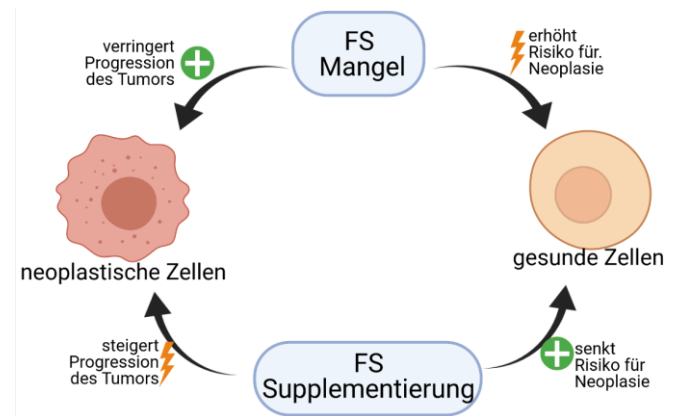 verringert
Progression
des Tumors
FS
Mangel
erhöht
Risiko für.
Neoplasie
neoplastische Zellen
gesunde Zellen
steigert
Progression
des Tumors
FS
Supplementierung
senkt
Risiko für
Neoplasie